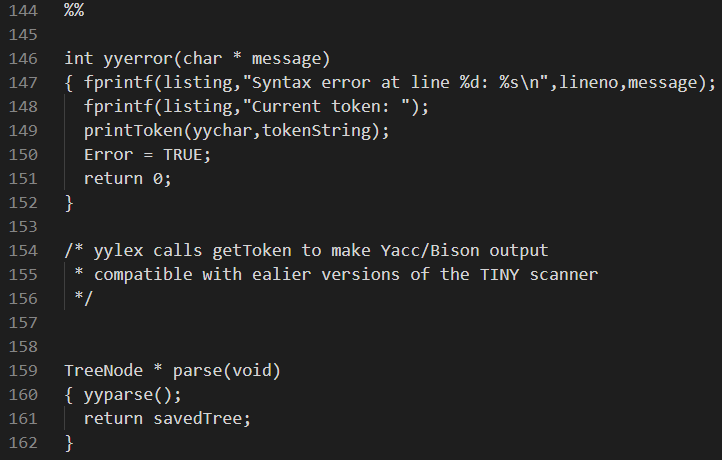 144 %%
145
146 int yyerror(char * message)
147 { fprintf(listing,"Syntax error at line %d: %s\n",lineno,message);
148 fprintf(listing,"Current token: ");
149 printToken(yychar,tokenString);
150 Error = TRUE;
151 return 0;
152 }
153
154 /* yylex calls getToken to make Yacc/Bison output
155 * compatible with ealier versions of the TINY scanner
156 */
157
158
159 TreeNode * parse(void)
160 { yyparse();
161 return savedTree;
162 }